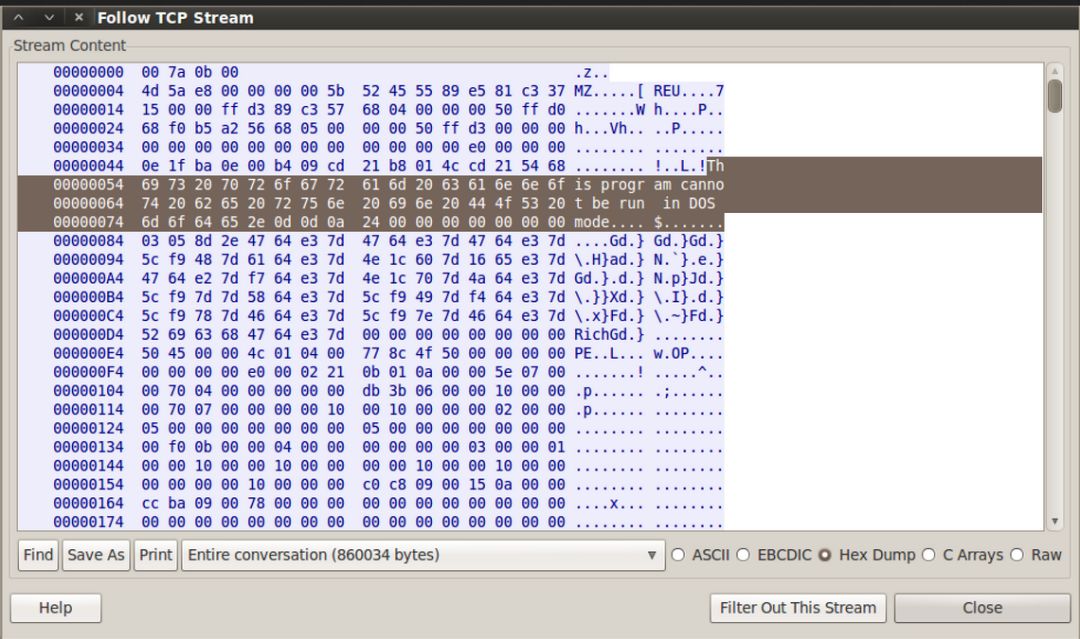 Follow TCP Stream
Stream Content
00000000 00 7a 0b 00 .z..
00000004 4d 5a e8 00 00 00 00 5b 52 45 55 89 e5 81 c3 37 MZ.....[ REU....7
00000014 15 00 00 ff d3 89 c3 57 68 04 00 00 00 50 ff d0 .......W h....P..
00000024 68 f0 b5 a2 56 68 05 00 00 00 50 ff d3 00 00 00 h...Vh.. ..P.....
00000034 00 00 00 00 00 00 00 00 00 00 00 00 e0 00 00 00 ........ ........
00000044 0e 1f ba 0e 00 b4 09 cd 21 b8 01 4c cd 21 54 68 ........ !..L.!Th
00000054 69 73 20 70 72 6f 67 72 61 6d 20 63 61 6e 6e 6f is progr am canno
00000064 74 20 62 65 20 72 75 6e 20 69 6e 20 44 4f 53 20 t be run  in DOS
00000074 6d 6f 64 65 2e 0d 0d 0a 24 00 00 00 00 00 00 00 mode.... $.......
00000084 03 05 8d 2e 47 64 e3 7d 47 64 e3 7d 47 64 e3 7d ....Gd.} Gd.}Gd.}
00000094 5c f9 48 7d 61 64 e3 7d 4e 1c 60 7d 16 65 e3 7d \.H}ad.} N.`}.e.}
000000A4 47 64 e2 7d f7 64 e3 7d 4e 1c 70 7d 4a 64 e3 7d Gd.}.d.} N.p}Jd.}
000000B4 5c f9 7d 7d 58 64 e3 7d 5c f9 49 7d f4 64 e3 7d \.}}Xd.} \.I}.d.}
000000C4 5c f9 78 7d 46 64 e3 7d 5c f9 7e 7d 46 64 e3 7d \.x}Fd.} \.~}Fd.}
000000D4 52 69 63 68 47 64 e3 7d 00 00 00 00 00 00 00 00 RichGd.} ........
000000E4 50 45 00 00 4c 01 04 00 77 8c 4f 50 00 00 00 00 PE..L... w.OP....
000000F4 00 00 00 00 e0 00 02 21 0b 01 0a 00 00 5e 07 00 .......! .....^..
00000104 00 70 04 00 00 00 00 00 db 3b 06 00 00 10 00 00 .p...... .;......
00000114 00 70 07 00 00 00 00 10 00 10 00 00 00 02 00 00 .p...... ........
00000124 05 00 00 00 00 00 00 00 05 00 00 00 00 00 00 00 ........ ........
00000134 00 f0 0b 00 00 04 00 00 00 00 00 00 03 00 00 01 ........ ........
00000144 00 00 10 00 00 10 00 00 00 00 10 00 00 10 00 00 ........ ........
00000154 00 00 00 00 10 00 00 00 c0 c8 09 00 15 0a 00 00 ........ ........
00000164 cc ba 09 00 78 00 00 00 00 00 00 00 00 00 00 00 ....x... ........
00000174 00 00 00 00 00 00 00 00 00 00 00 00 00 00 00 00 ........ ........
Find Save As Print Entire conversation (860034 bytes) ASCII EBCDIC Hex Dump C Arrays Raw
Help Filter Out This Stream Close